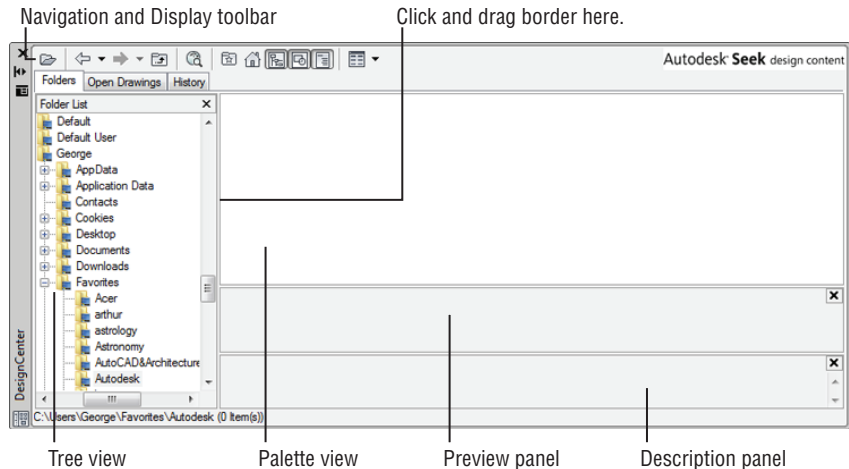 Navigation and Display toolbar
Click and drag border here.
Autodesk Seek design content
Folders Open Drawings History
Folder List
Default
Default User
George
AppData
Application Data
Contacts
Cookies
Desktop
Documents
Downloads
Favorites
Acer
arthur
astrology
Astronomy
AutoCAD&Architecture
Autodesk
DesignCenter
C:\Users\George\Favorites\Autodesk (0 Item(s))
Tree view
Palette view
Preview panel
Description panel